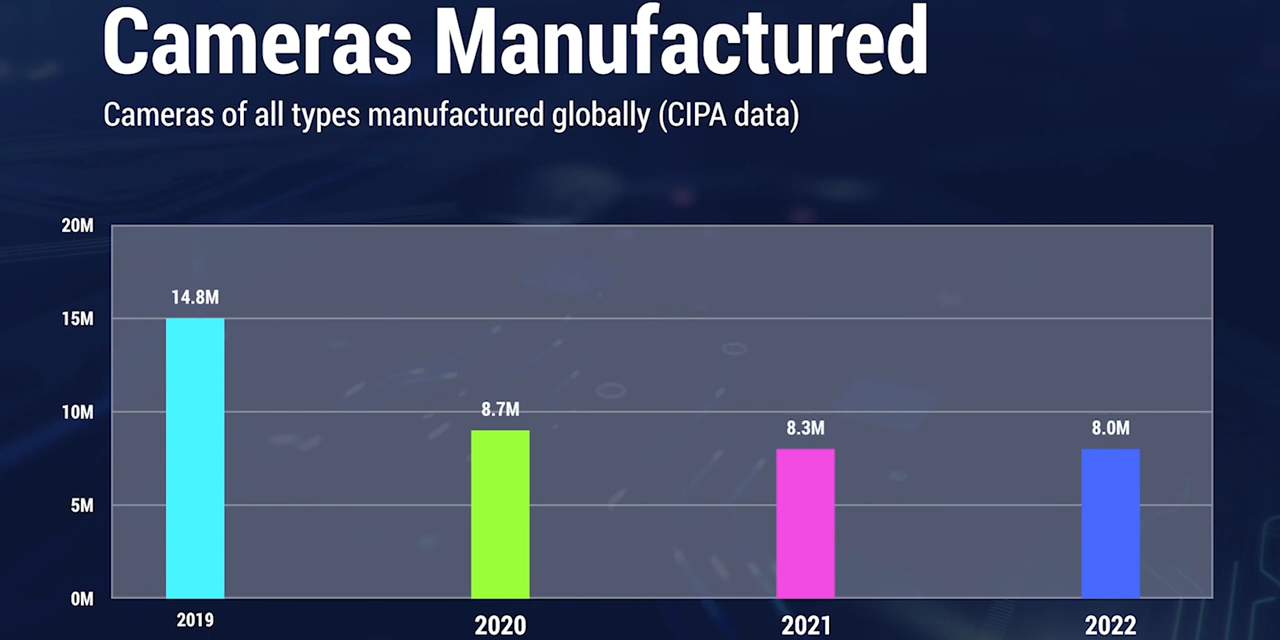 Cameras Manufactured
Cameras of all types manufactured globally (CIPA data)
20M
14.8M
15M
10M
8.7M
8.3M
8.0M
5M
0M
2019
2020
2021
2022